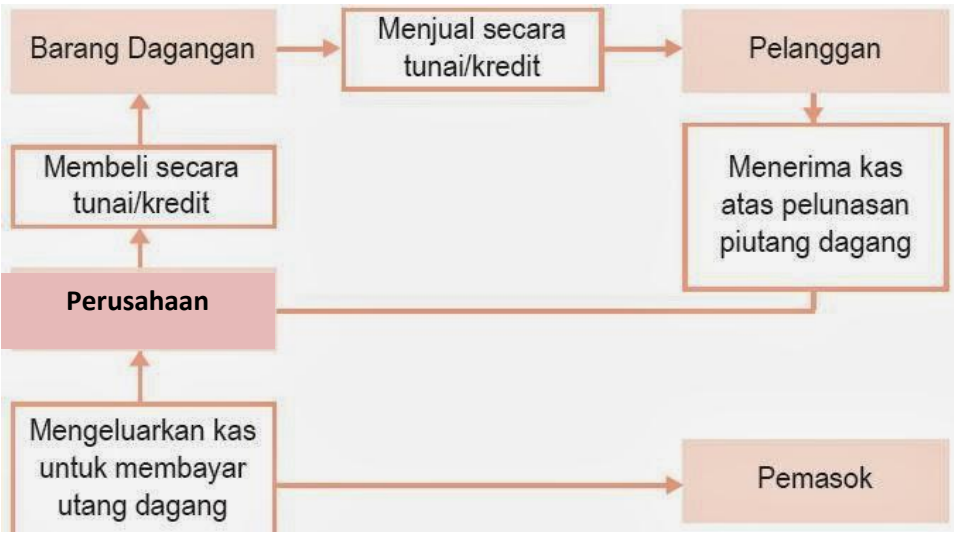 Barang Dagangan
Menjual secara
tunai/kredit
Pelanggan
Membeli secara
tunai/kredit
Menerima kas
atas pelunasan
piutang dagang
Perusahaan
Mengeluarkan kas
untuk membayar
utang dagang
Pemasok